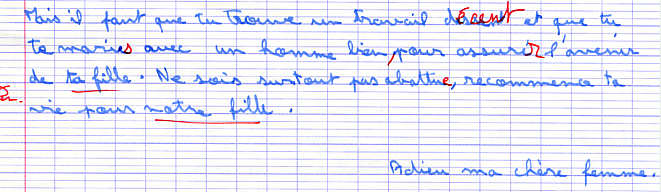 Mais il faut que tu trouve un travail décent et que tu
te maries avec un homme bien, pour assurer l'avenir
de ta fille. Ne sois surtout pas abattue, recommence ta
vie pour notre fille.
Adieu ma chère femme.